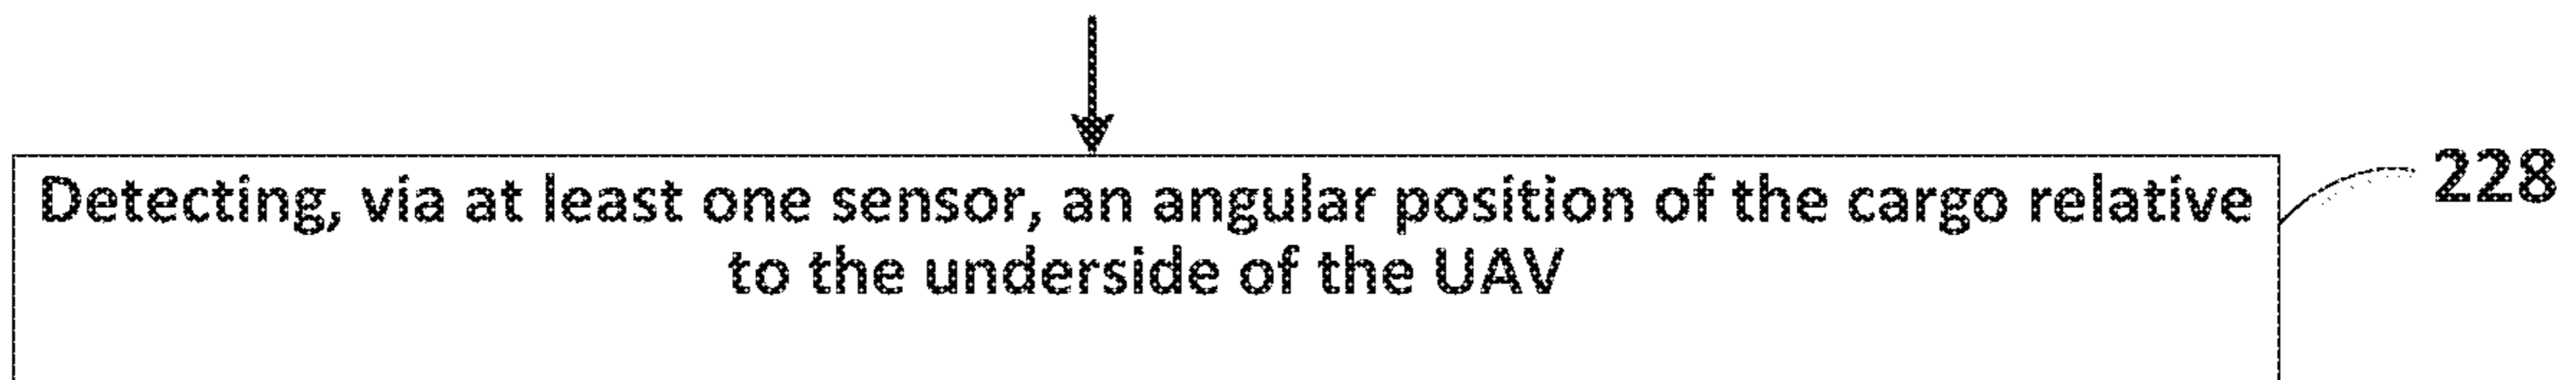 Detecting, via at least one sensor, an angular position of the cargo relative
to the underside of the UAV
228